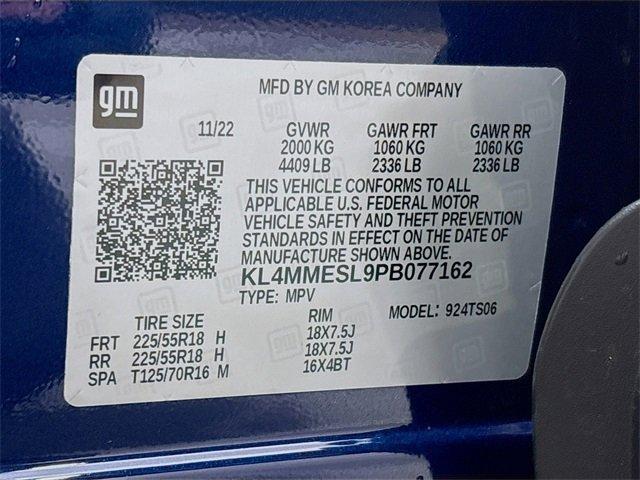 gm
MFD BY GM KOREA COMPANY
11/22 GVWR GAWR FRT GAWR RR
2000 KG 1060 KG 1060 KG
4409 LB 2336 LB 2336 LB
THIS VEHICLE CONFORMS TO ALL
APPLICABLE U.S. FEDERAL MOTOR
VEHICLE SAFETY AND THEFT PREVENTION
STANDARDS IN EFFECT ON THE DATE OF
MANUFACTURE SHOWN ABOVE.
KL4MMESL9PB077162
TYPE: MPV MODEL: 924TS06
TIRE SIZE RIM
FRT 225/55R18 H 18X7.5J
RR 225/55R18 H 18X7.5J
SPA T125/70R16 M 16X4BT